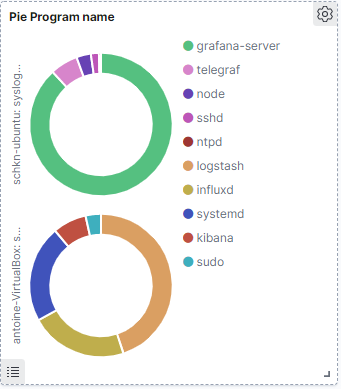 Pie Program name
schkn-ubuntu: syslog...
antoine-VirtualBox: s...
grafana-server
telegraf
node
sshd
ntpd
logstash
influxd
systemd
kibana
sudo